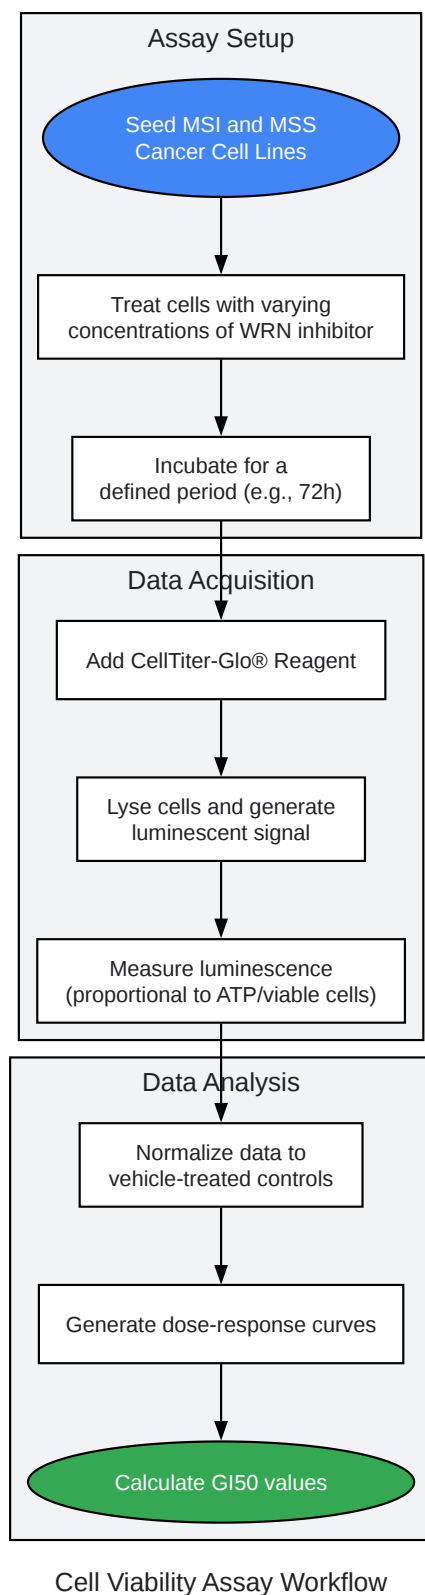 Assay Setup
Seed MSI and MSS
Cancer Cell Lines
Treat cells with varying
concentrations of WRN inhibitor
Incubate for a
defined period (e.g., 72h)
Data Acquisition
Add CellTiter-Glo® Reagent
Lyse cells and generate
luminescent signal
Measure luminescence
(proportional to ATP/viable cells)
Data Analysis
Normalize data to
vehicle-treated controls
Generate dose-response curves
Calculate GI50 values
Cell Viability Assay Workflow